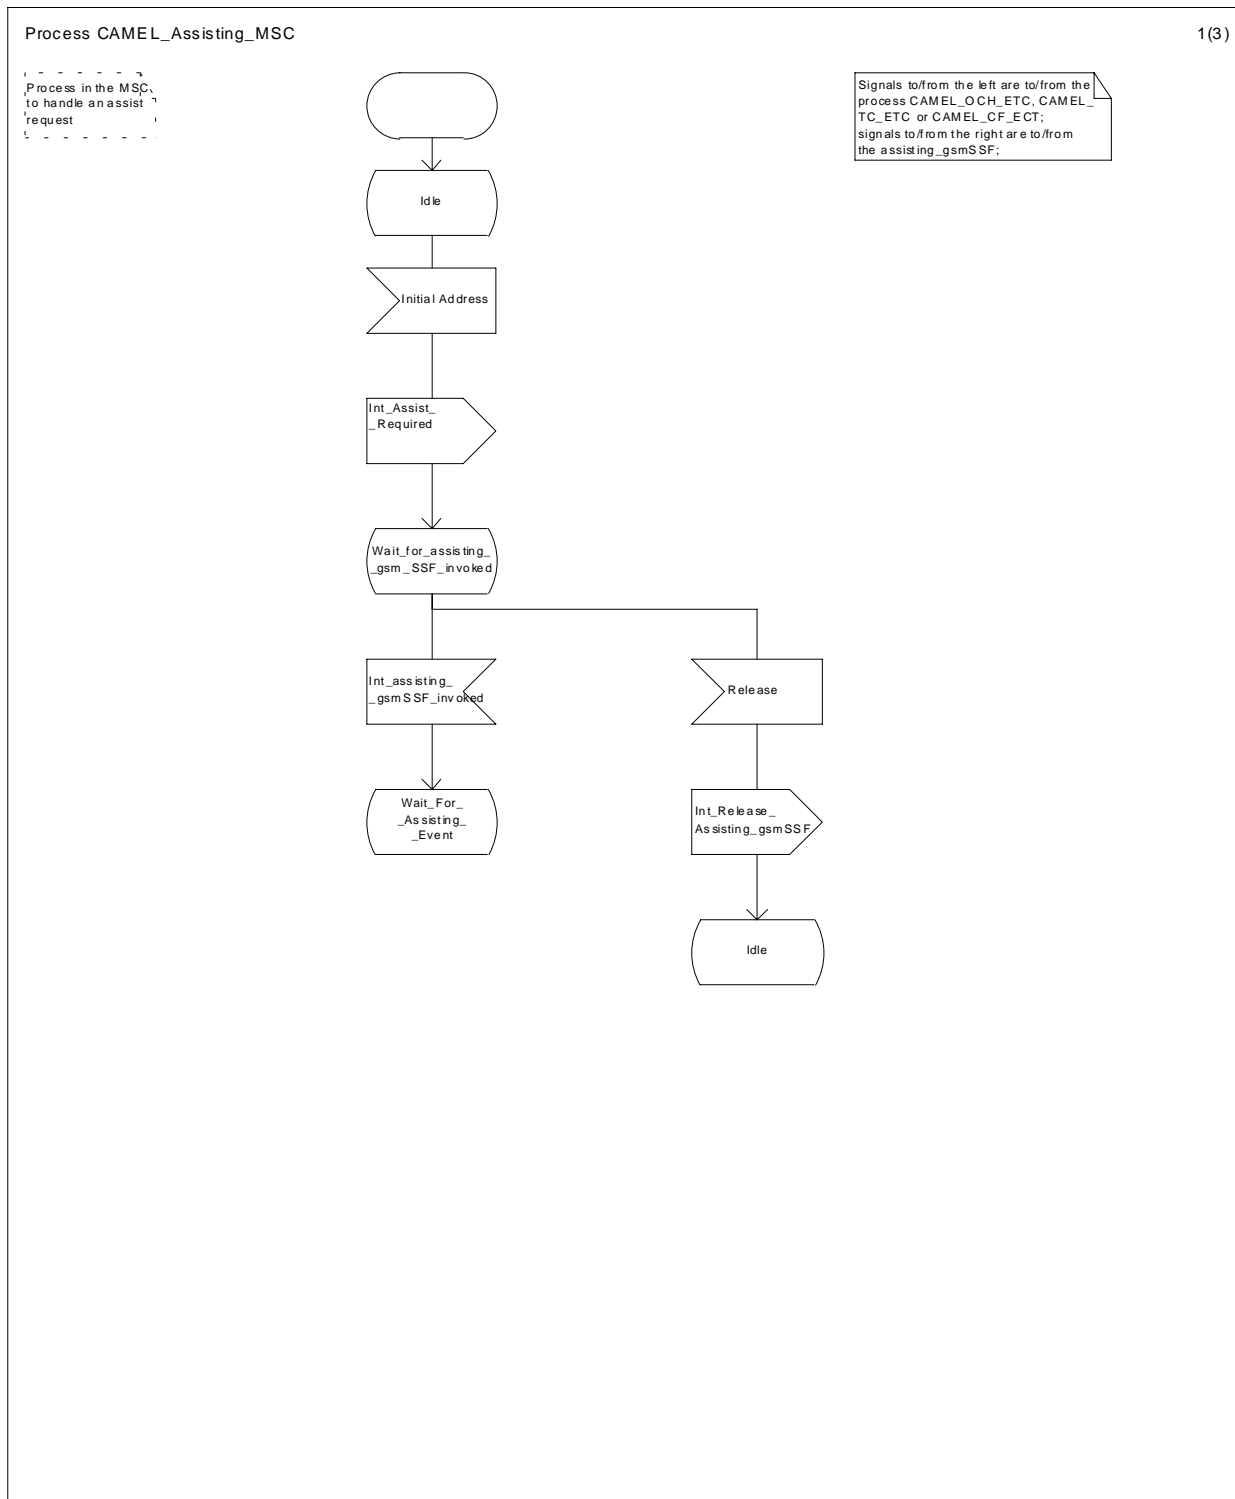 Process CAMEL_Assisting_MSC
1(3)
Process in the MSC
to handle an assist
request
Signals to/from the left are to/from the
process CAMEL_OCH_ETC, CAMEL_
TC_ETC or CAMEL_CF_ECT;
signals to/from the right are to/from
the assisting_gsmSSF;
Idle
Initial Address
Int_Assist_
_Required
Wait_for_assisting_
_gsm_SSF_invoked
Int_assisting_
_gsmSSF_invoked
Release
Wait_For_
_Assisting_
_Event
Int_Release_
Assisting_gsmSSF
Idle